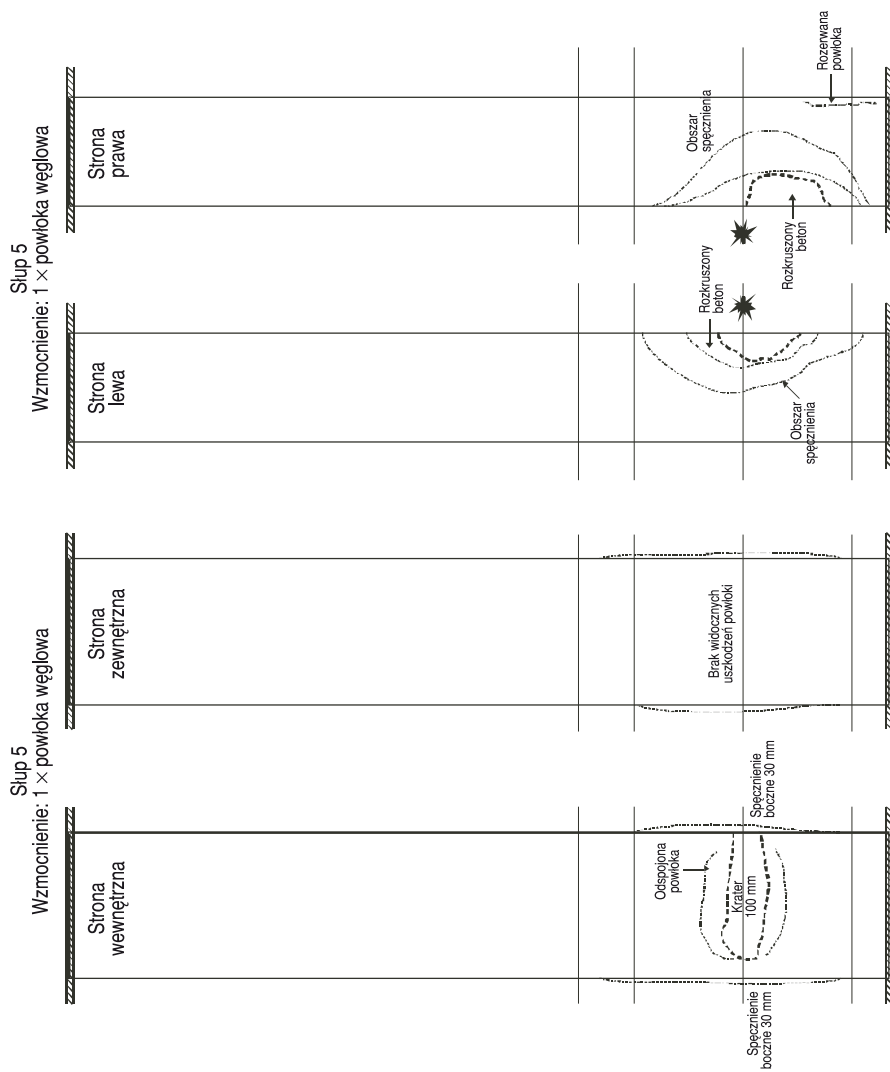 Słup 5
Wzmocnienie: 1 × powłoka węglowa
Strona
wewnętrzna
Odspojona
powłoka
Krater
100 mm
Spęcznienie
boczne 30 mm
Spęcznienie
boczne 30 mm
Strona
zewnętrzna
Brak widocznych
uszkodzeń powłoki
Słup 5
Wzmocnienie: 1 × powłoka węglowa
Strona
lewa
Rozkruszony
beton
Obszar
spęcznienia
Strona
prawa
Obszar
spęcznienia
Rozkruszony
beton
Rozerwana
powłoka